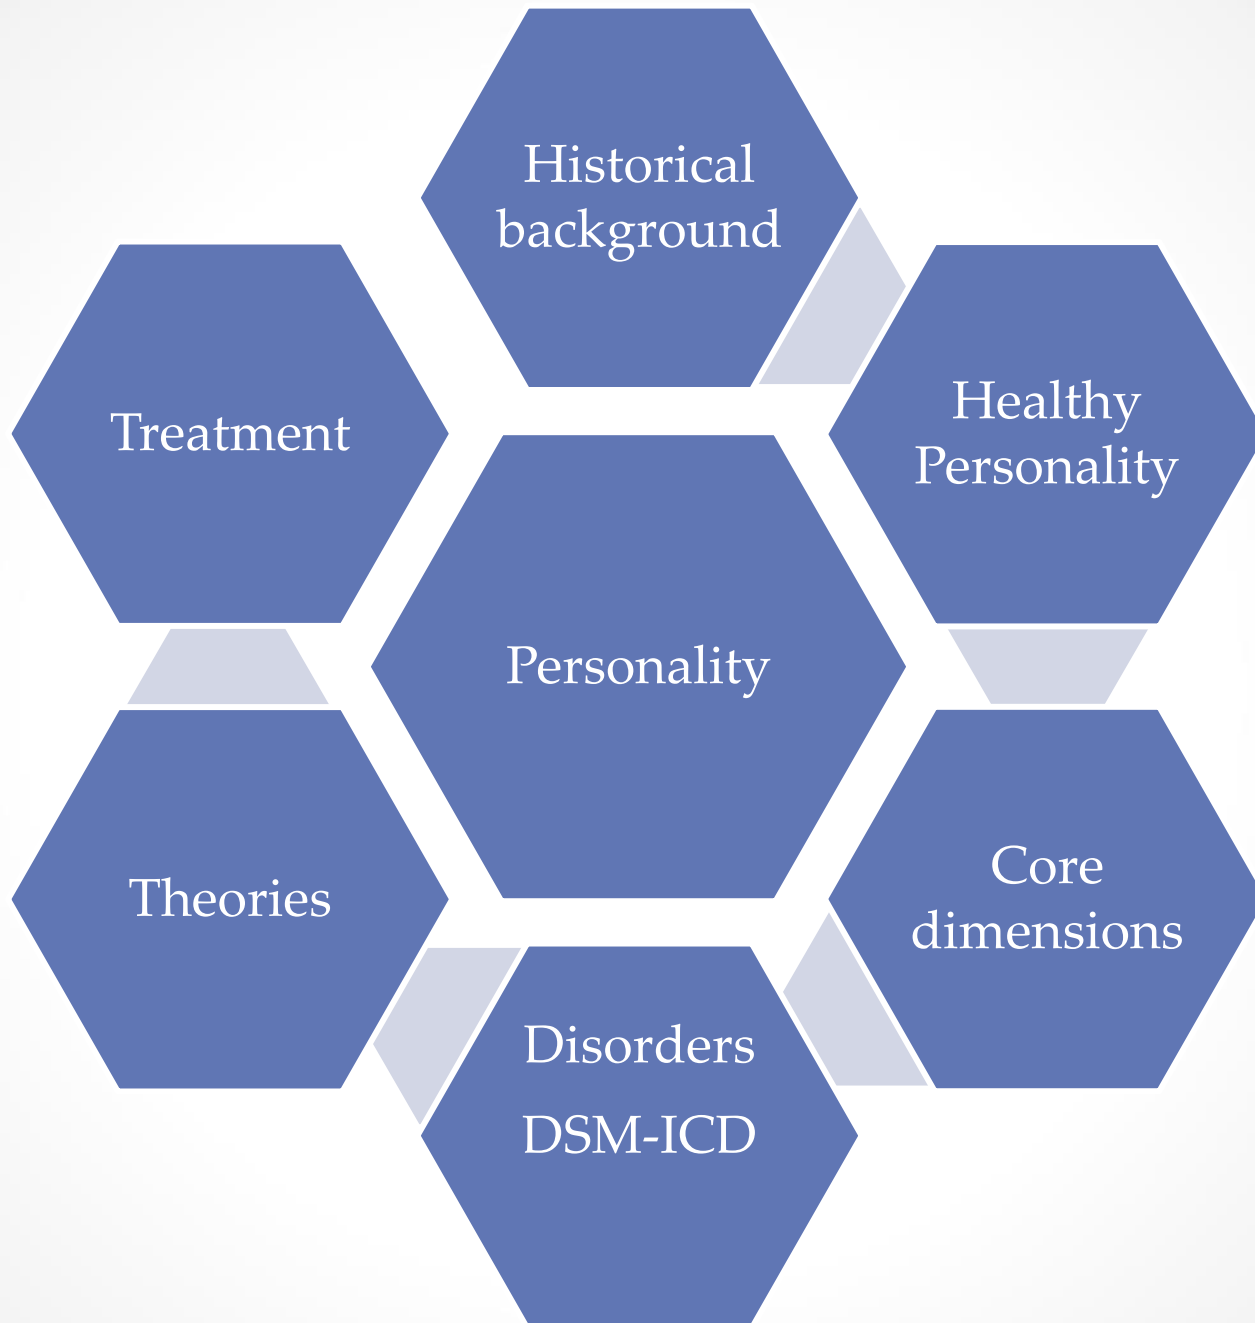 Historical
background
Healthy
Personality
Core
dimensions
Disorders
DSM-ICD
Theories
Treatment
Personality